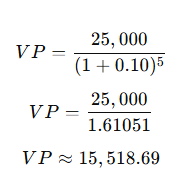 VP = 25,000 / (1 + 0.10)^5
VP = 25,000 / 1.61051
VP ≈ 15,518.69